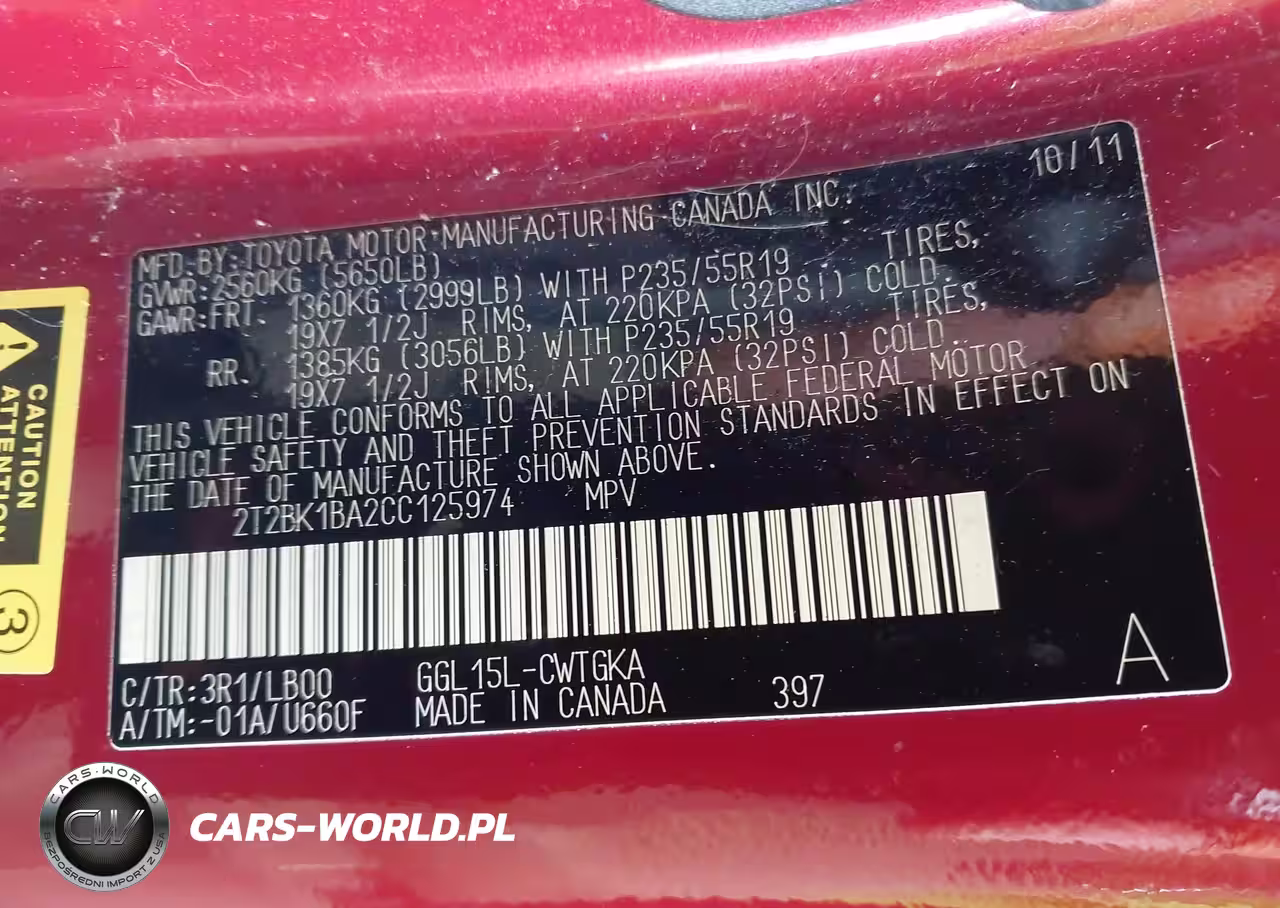 10/11
MFD.BY:TOYOTA MOTOR MANUFACTURING CANADA INC.
GVWR:2560KG (5650LB)
GAWR:FRT. 1360KG (2999LB) WITH P235/55R19 TIRES,
19X7 1/2J RIMS, AT 220KPA (32PSI) COLD.
RR. 1385KG (3056LB) WITH P235/55R19 TIRES,
19X7 1/2J RIMS, AT 220KPA (32PSI) COLD.
THIS VEHICLE CONFORMS TO ALL APPLICABLE FEDERAL MOTOR
VEHICLE SAFETY AND THEFT PREVENTION STANDARDS IN EFFECT ON
THE DATE OF MANUFACTURE SHOWN ABOVE.
2T2BK1BA2CC125974 MPV
C/TR:3R1/LB00 GGL15L-CWTGKA
A/TM:-01A/U660F MADE IN CANADA 397
A
CAUTION
ATTENTION
3
CARS-WORLD
CW
BEZPOŚREDNI IMPORT Z USA
CARS-WORLD.PL